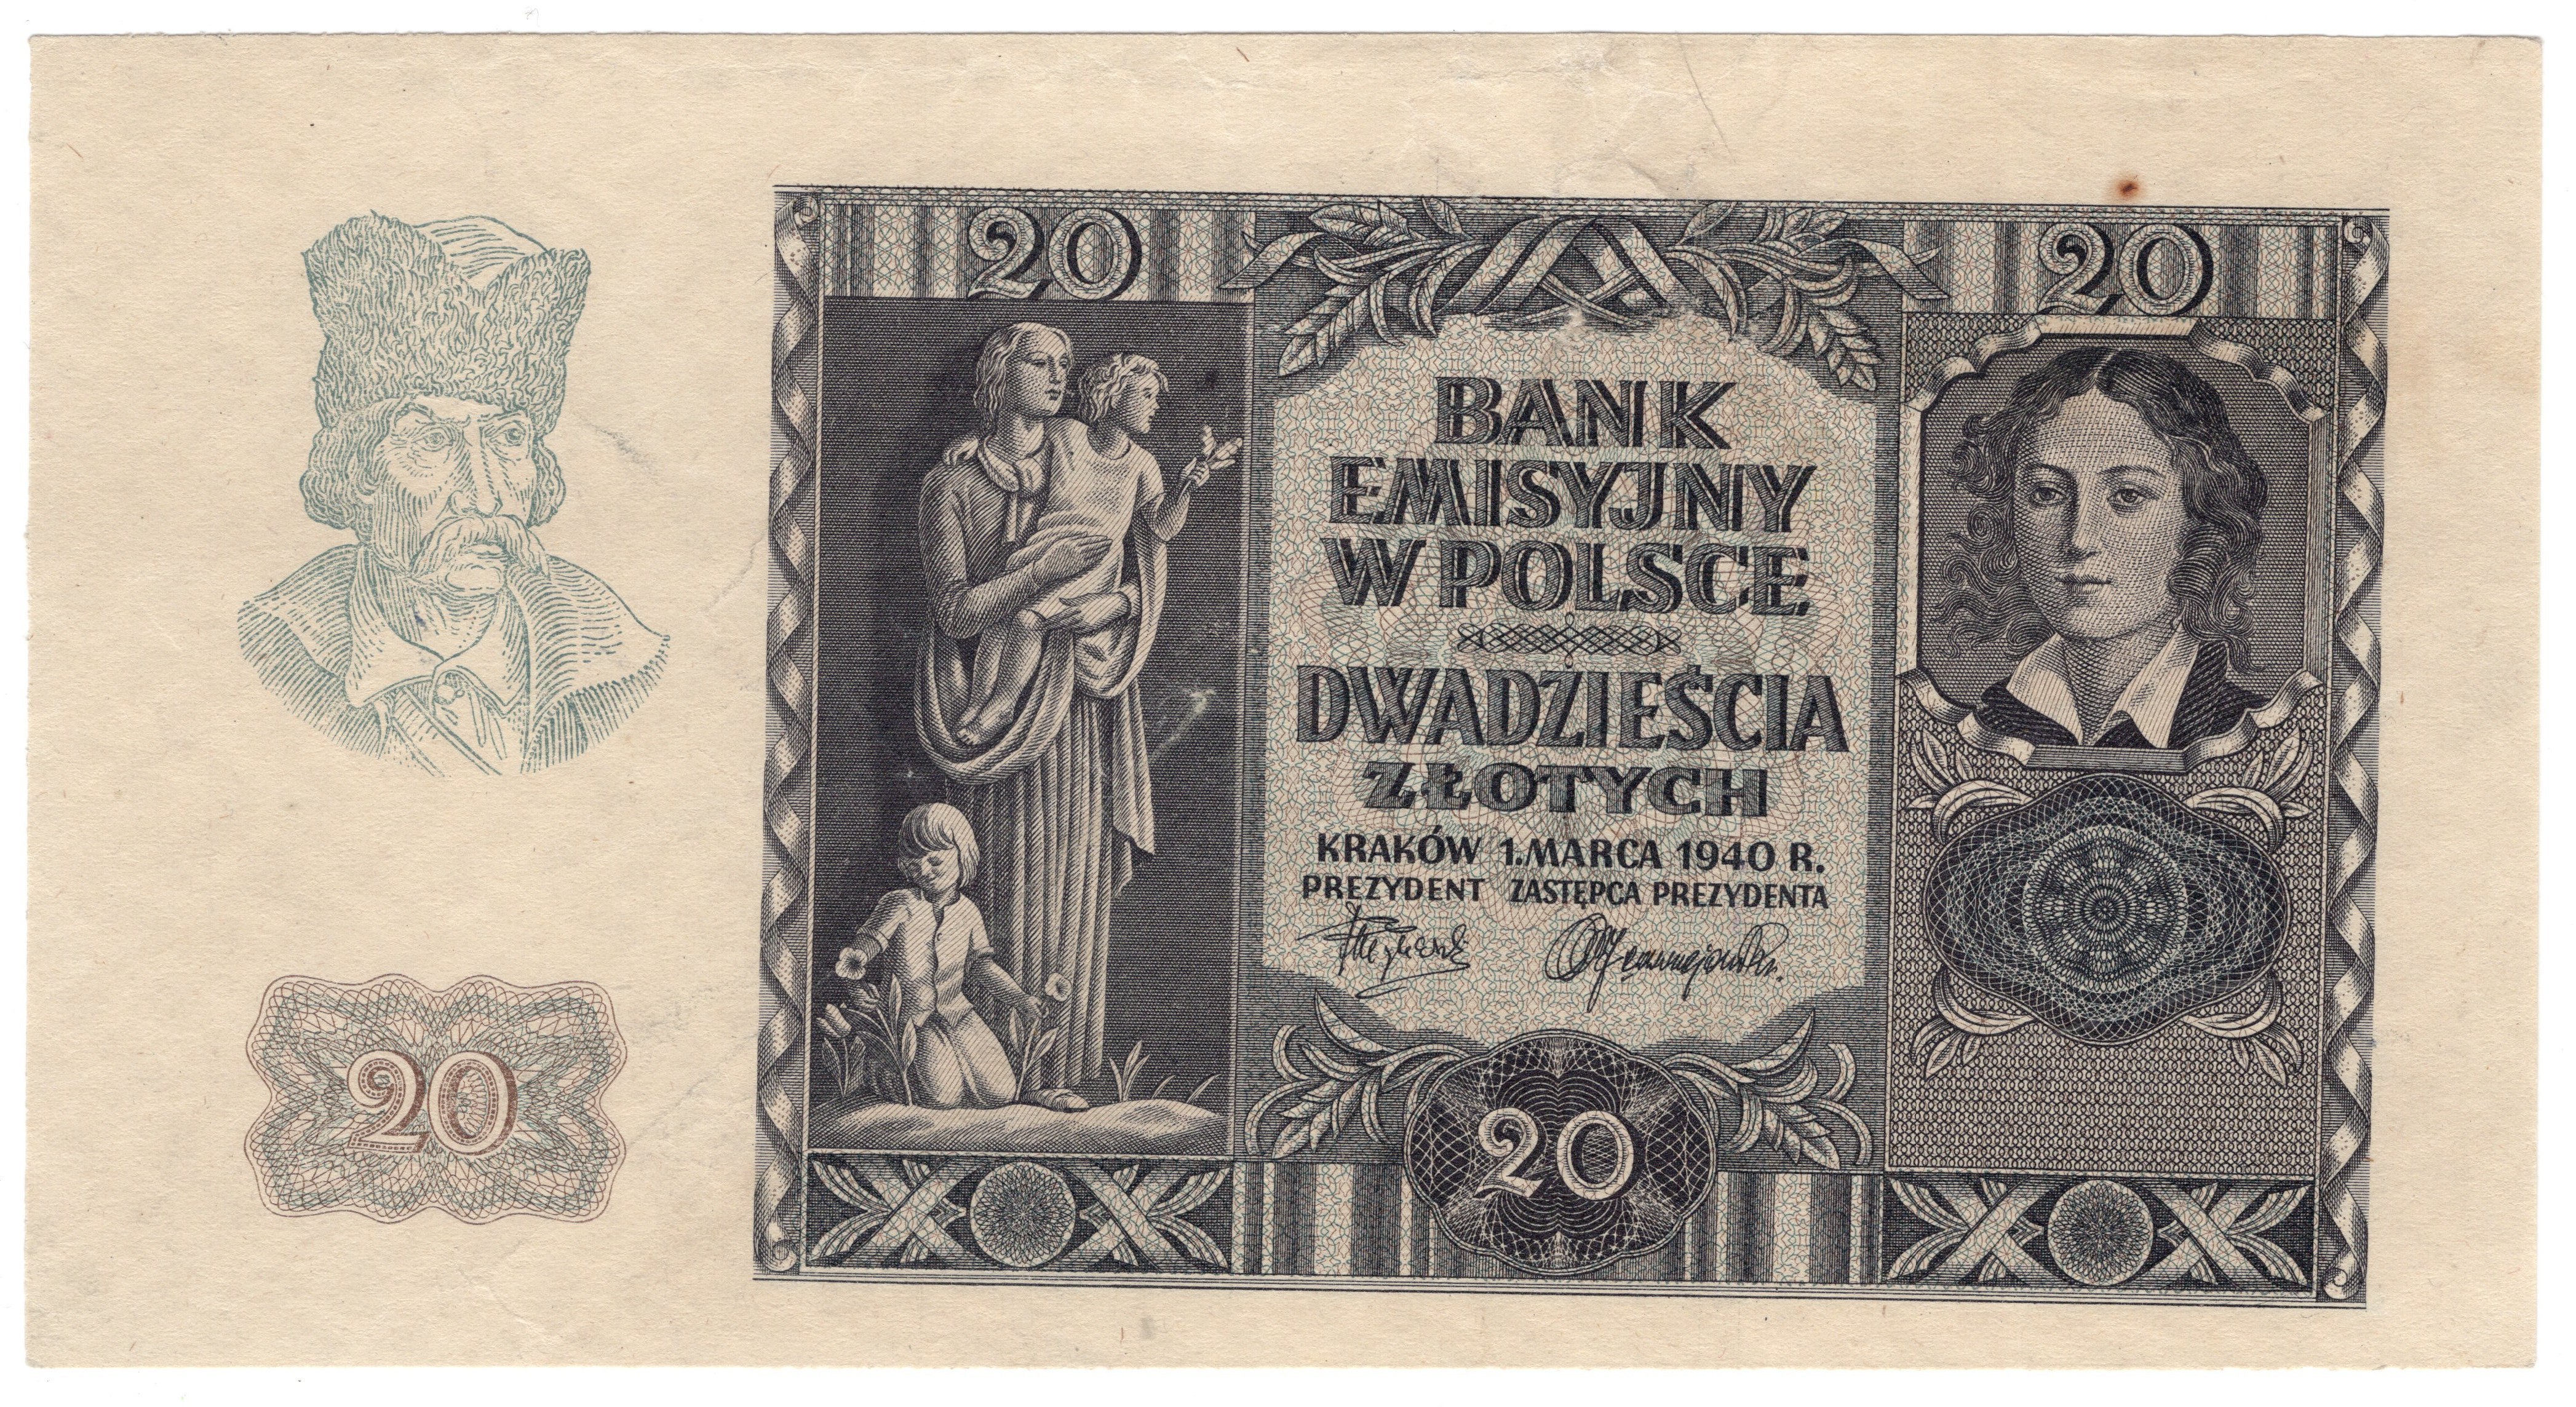 20
20
BANK
EMISYJNY
W POLSCE
DWADZIEŚCIA
ZŁOTYCH
KRAKÓW 1. MARCA 1940 R.
PREZYDENT ZASTĘPCA PREZYDENTA
20
20